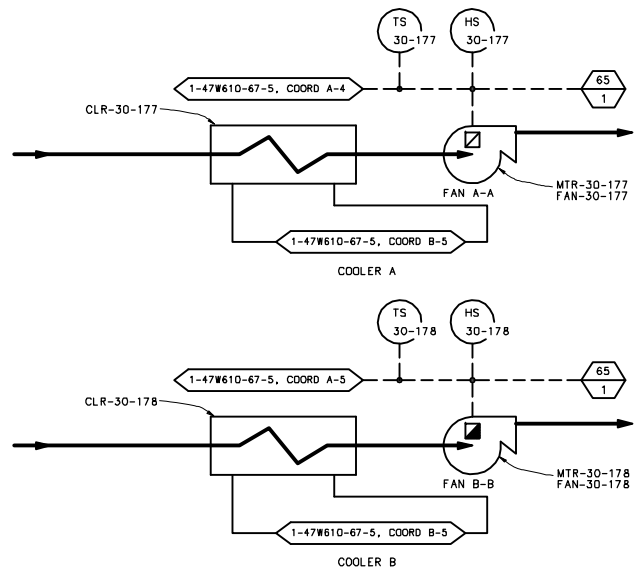 TS
30-177
HS
30-177
1-47W610-67-5, COORD A-4
65
1
CLR-30-177
FAN A-A
MTR-30-177
FAN-30-177
1-47W610-67-5, COORD B-5
COOLER A
TS
30-178
HS
30-178
1-47W610-67-5, COORD A-5
65
1
CLR-30-178
FAN B-B
MTR-30-178
FAN-30-178
1-47W610-67-5, COORD B-5
COOLER B